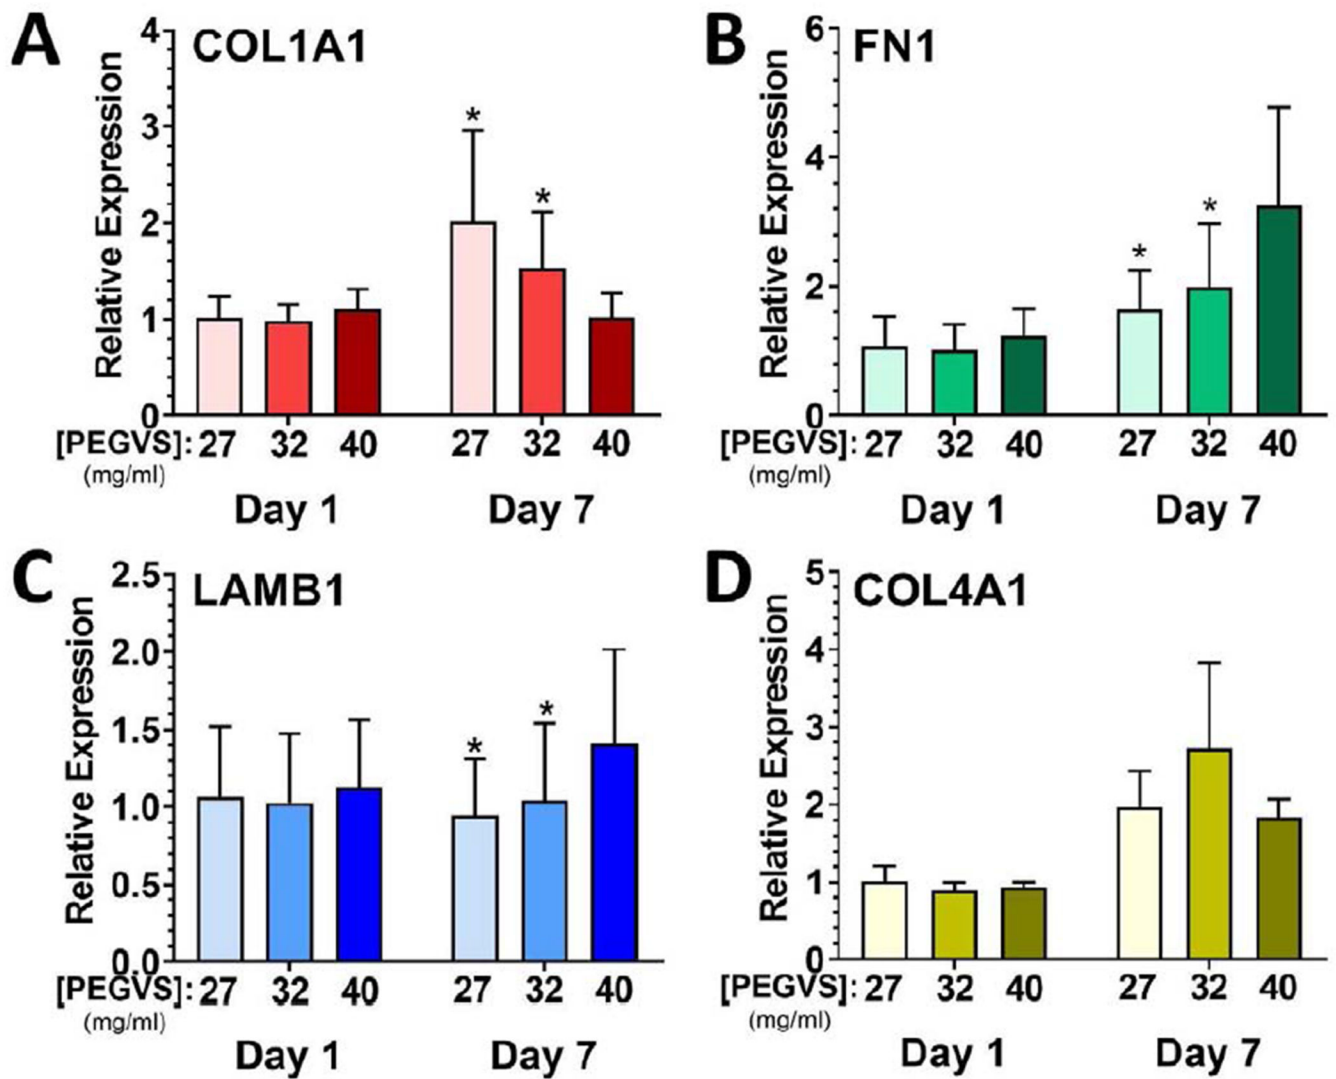 A
COL1A1
Relative Expression
4
3
2
1
0
*
*
[PEGVS]: 27 32 40 27 32 40
(mg/ml)
Day 1 Day 7
B
FN1
Relative Expression
6
4
2
0
*
*
[PEGVS]: 27 32 40 27 32 40
(mg/ml)
Day 1 Day 7
C
LAMB1
Relative Expression
2.5
2.0
1.5
1.0
0.5
0.0
*
*
[PEGVS]: 27 32 40 27 32 40
(mg/ml)
Day 1 Day 7
D
COL4A1
Relative Expression
5
4
3
2
1
0
[PEGVS]: 27 32 40 27 32 40
(mg/ml)
Day 1 Day 7